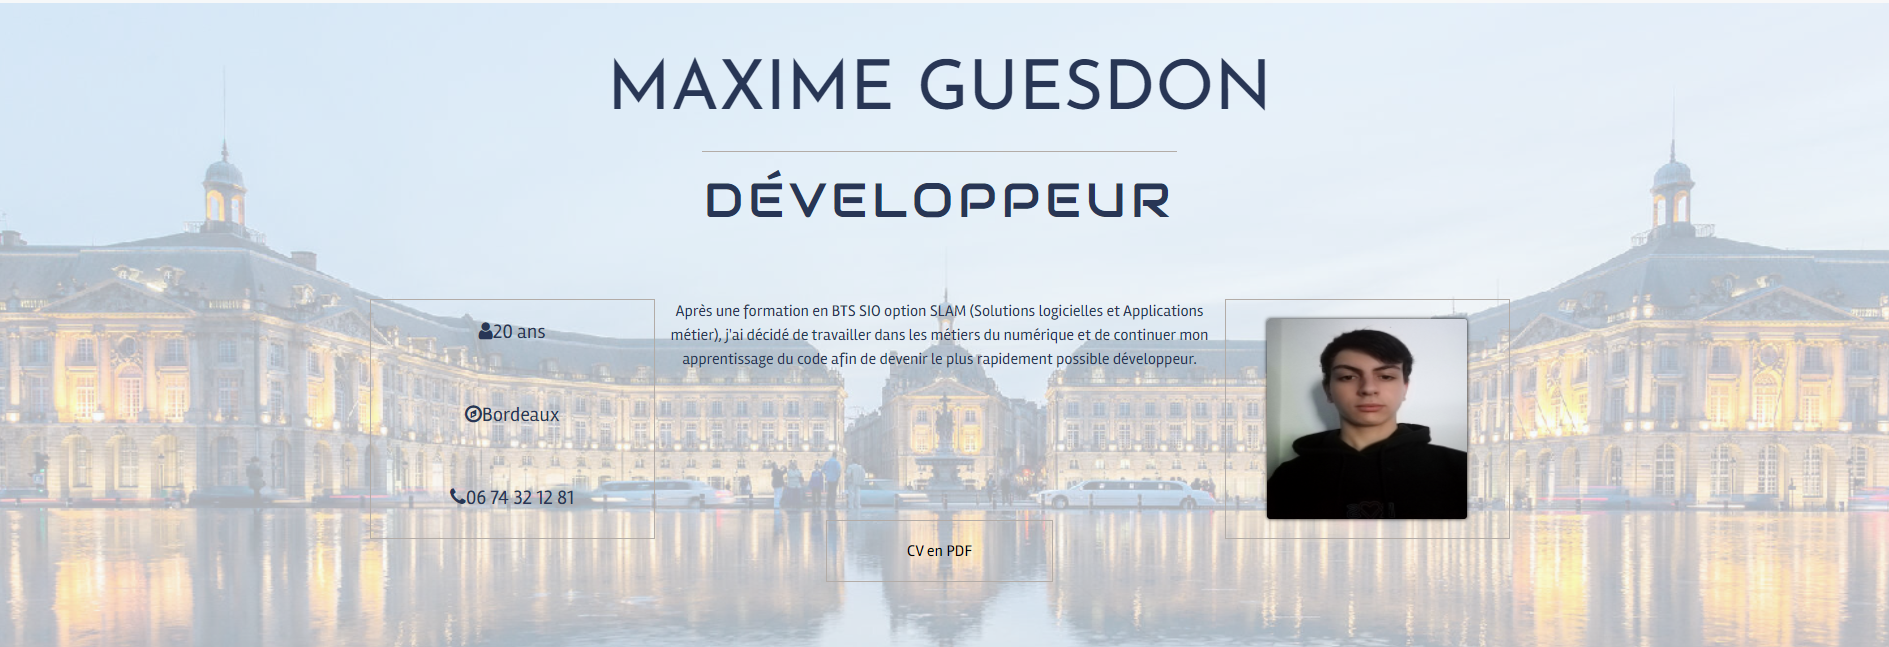 MAXIME GUESDON
DÉVELOPPEUR
20 ans
Bordeaux
06 74 32 12 81
Après une formation en BTS SIO option SLAM (Solutions logicielles et Applications
métier), j'ai décidé de travailler dans les métiers du numérique et de continuer mon
apprentissage du code afin de devenir le plus rapidement possible développeur.
CV en PDF